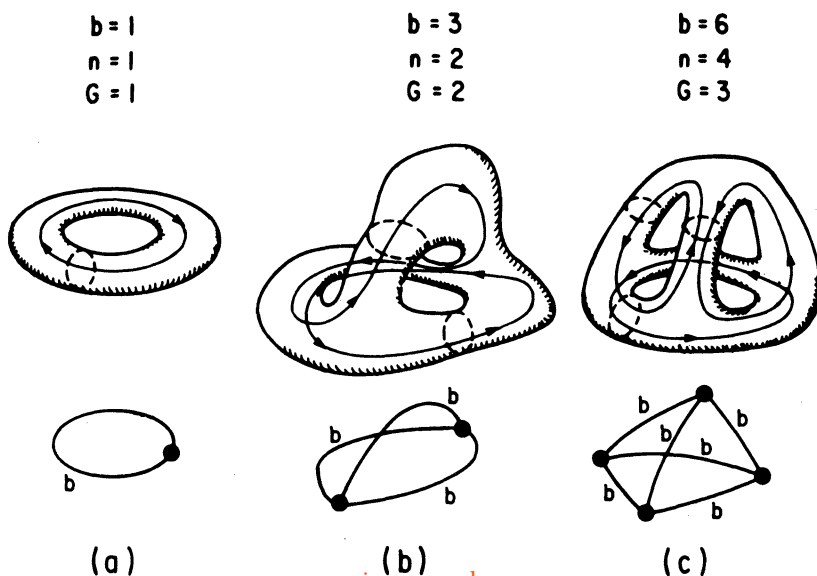 b = 1
n = 1
G = 1
b = 3
n = 2
G = 2
b = 6
n = 4
G = 3
b
b
b
b
b
b
b
b
b
b
(a)
(b)
(c)